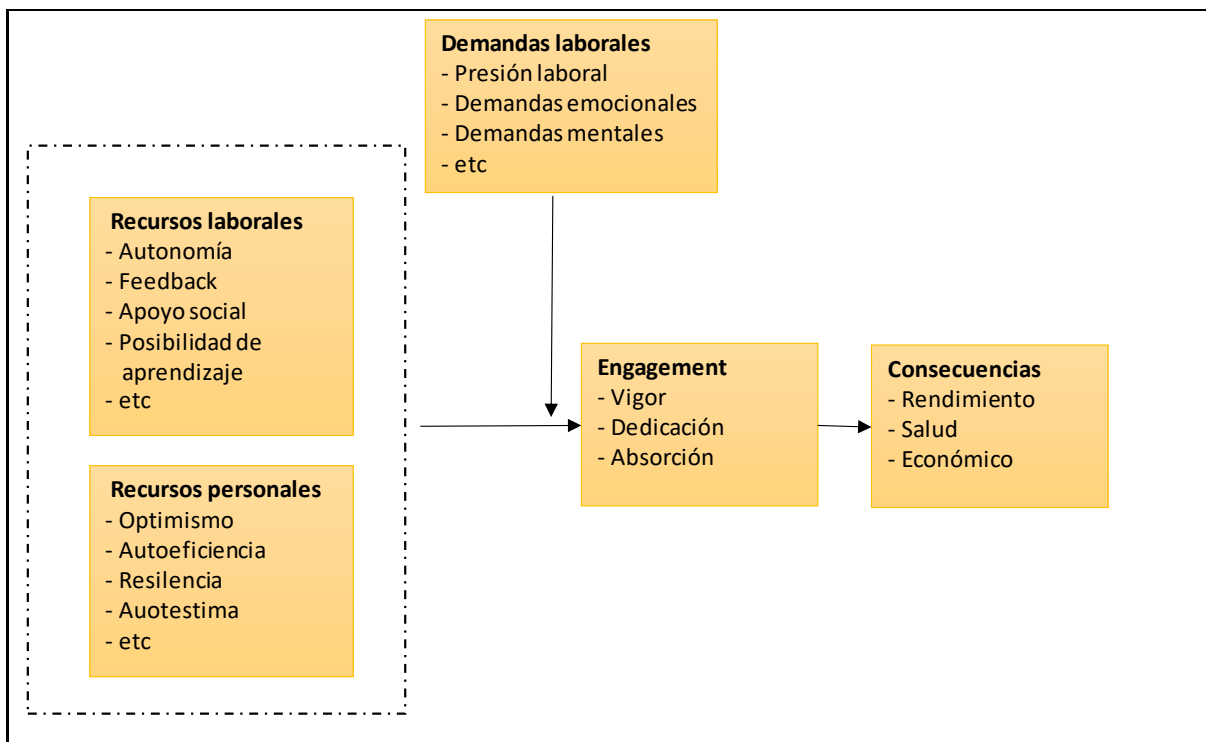 Demandas laborales
- Presión laboral
- Demandas emocionales
- Demandas mentales
- etc
Recursos laborales
- Autonomía
- Feedback
- Apoyo social
- Posibilidad de
aprendizaje
- etc
Recursos personales
- Optimismo
- Autoeficiencia
- Resilencia
- Auotestima
- etc
Engagement
- Vigor
- Dedicación
- Absorción
Consecuencias
- Rendimiento
- Salud
- Económico